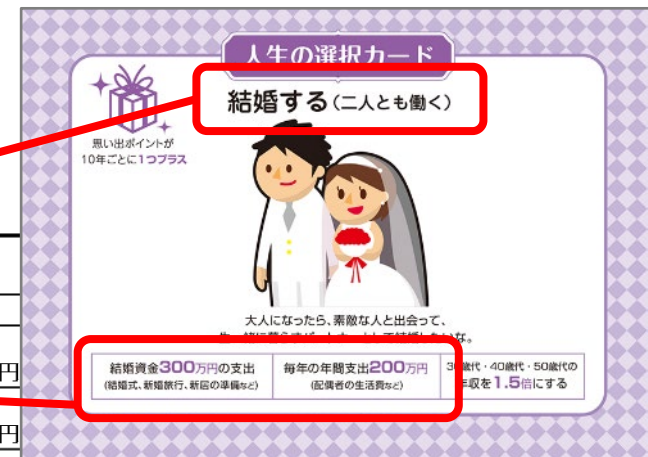 人生の選択カード
結婚する(二人とも働く)
思い出ポイントが
10年ごとに1つプラス
大人になったら、素敵な人と出会って、
結婚資金300万円の支出
(結婚式、新婚旅行、新居の準備など)
毎年の年間支出200万円
(配偶者の生活費など)
歳代・40歳代・50歳代の
収を1.5倍にする
円
円